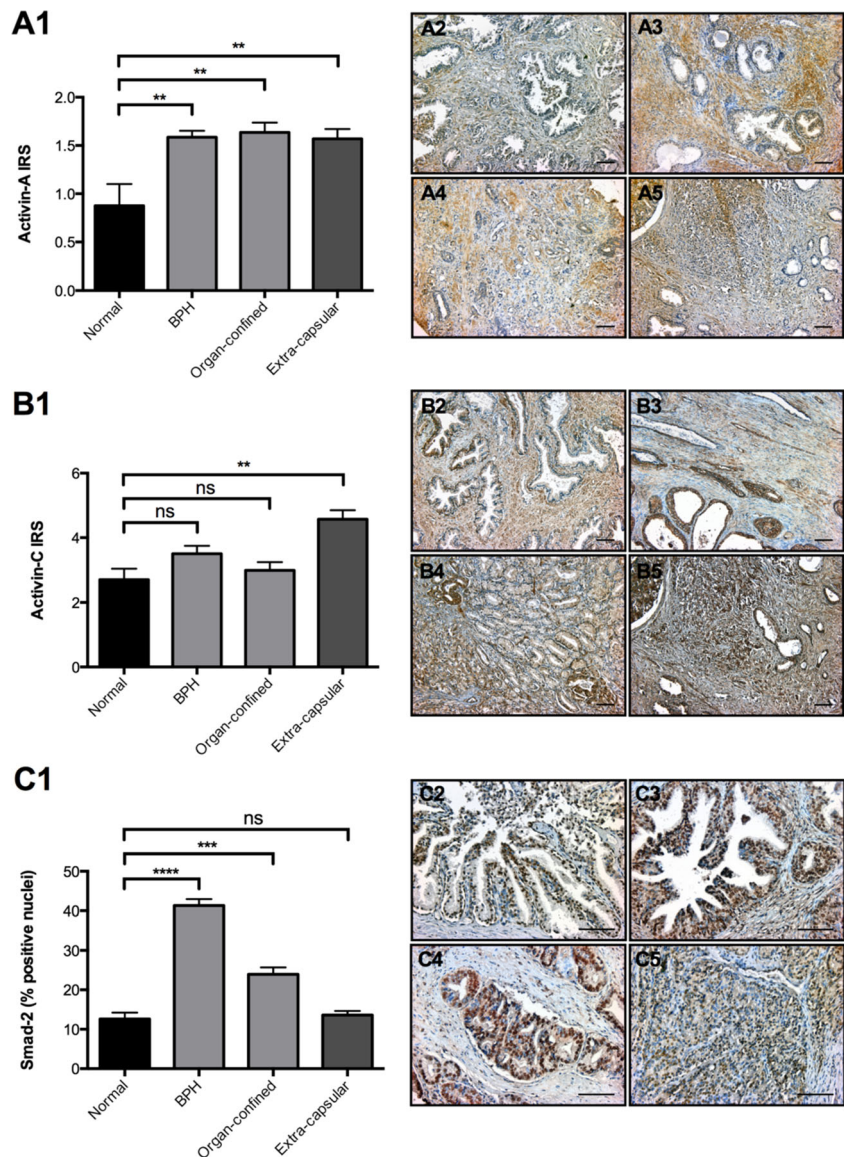 A1
**
**
**
2.0
1.5
1.0
0.5
0.0
Activin-A IRS
Normal
BPH
Organ-confined
Extra-capsular
A2
A3
A4
A5
B1
**
ns
ns
6
4
2
0
Activin-C IRS
Normal
BPH
Organ-confined
Extra-capsular
B2
B3
B4
B5
C1
ns
***
****
50
40
30
20
10
0
Smad-2 (% positive nuclei)
Normal
BPH
Organ-confined
Extra-capsular
C2
C3
C4
C5